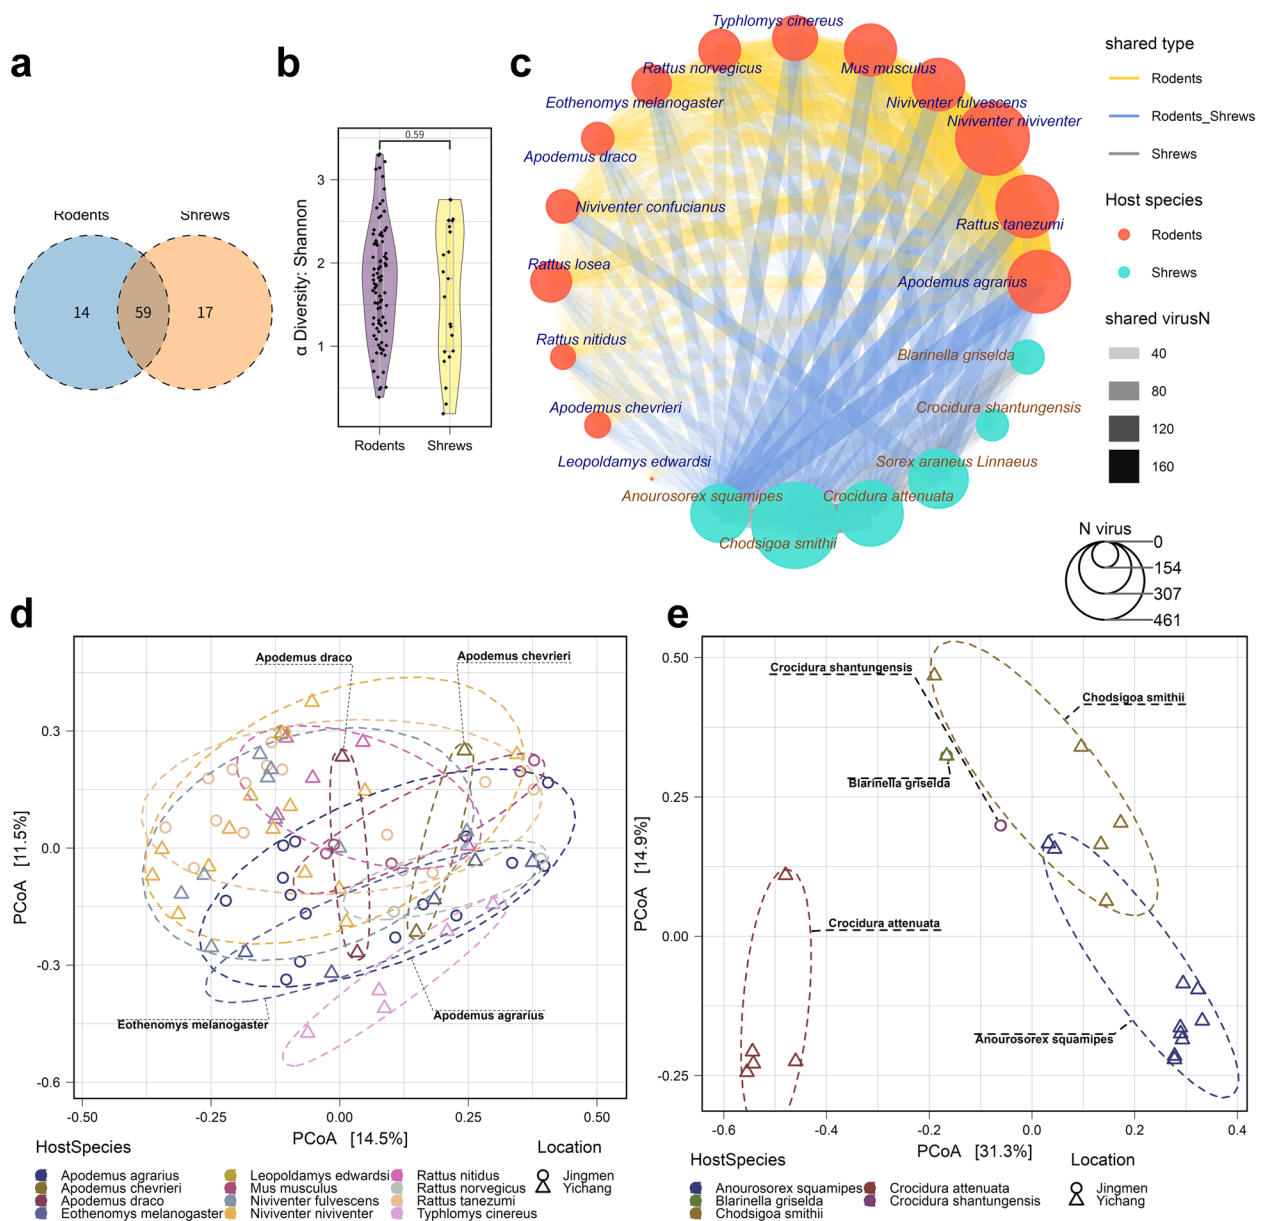 a
Rodents
Shrews
14
59
17
b
0.59
3
2
1
α Diversity: Shannon
Rodents
Shrews
c
Typhlomys cinereus
Rattus norvegicus
Mus musculus
Eothenomys melanogaster
Niviventer fulvescens
Niviventer niviventer
Apodemus draco
Niviventer confucianus
Rattus tanezumi
Rattus losea
Apodemus agrarius
Rattus nitidus
Blarinella griselda
Apodemus chevrieri
Crocidura shantungensis
Leopoldamys edwardsi
Sorex araneus Linnaeus
Anourosorex squamipes
Crocidura attenuata
Chodsigoa smithii
shared type
Rodents
Rodents_Shrews
Shrews
Host species
Rodents
Shrews
shared virusN
40
80
120
160
N virus
0
154
307
461
d
Apodemus draco
Apodemus chevrieri
Eothenomys melanogaster
Apodemus agrarius
0.3
0.0
-0.3
-0.6
PCoA [11.5%]
-0.50
-0.25
0.00
0.25
0.50
PCoA [14.5%]
HostSpecies
Apodemus agrarius
Apodemus chevrieri
Apodemus draco
Eothenomys melanogaster
Leopoldamys edwardsi
Mus musculus
Niviventer fulvescens
Niviventer niviventer
Rattus nitidus
Rattus norvegicus
Rattus tanezumi
Typhlomys cinereus
Location
Jingmen
Yichang
e
Crocidura shantungensis
Chodsigoa smithii
Blarinella griselda
Crocidura attenuata
Anourosorex squamipes
0.50
0.25
0.00
-0.25
PCoA [14.9%]
-0.6
-0.4
-0.2
0.0
0.2
0.4
PCoA [31.3%]
HostSpecies
Anourosorex squamipes
Blarinella griselda
Chodsigoa smithii
Crocidura attenuata
Crocidura shantungensis
Location
Jingmen
Yichang